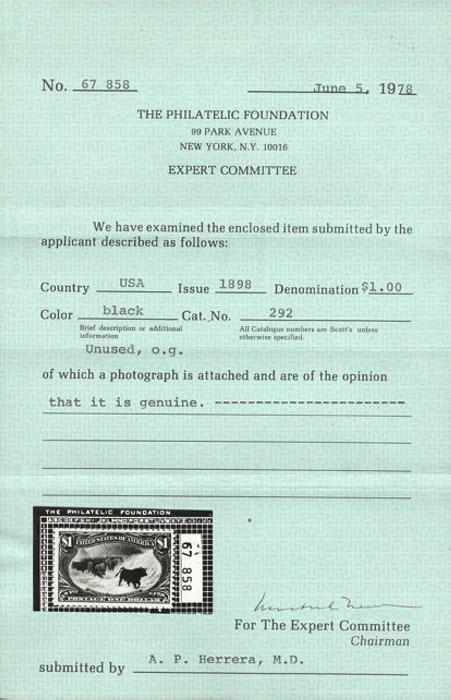 No. 67 858 June 5, 1978
THE PHILATELIC FOUNDATION
99 PARK AVENUE
NEW YORK, N.Y. 10016
EXPERT COMMITTEE
We have examined the enclosed item submitted by the
applicant described as follows:
Country USA Issue 1898 Denomination $1.00
Color black Cat. No. 292
Brief description or additional information
All Catalogue numbers are Scott's unless otherwise specified.
Unused, o.g.
of which a photograph is attached and are of the opinion
that it is genuine. -----------------------
THE PHILATELIC FOUNDATION
$1 UNITED STATES OF AMERICA $1
POSTAGE ONE DOLLAR
67 858
For The Expert Committee
Chairman
submitted by A. P. Herrera, M.D.